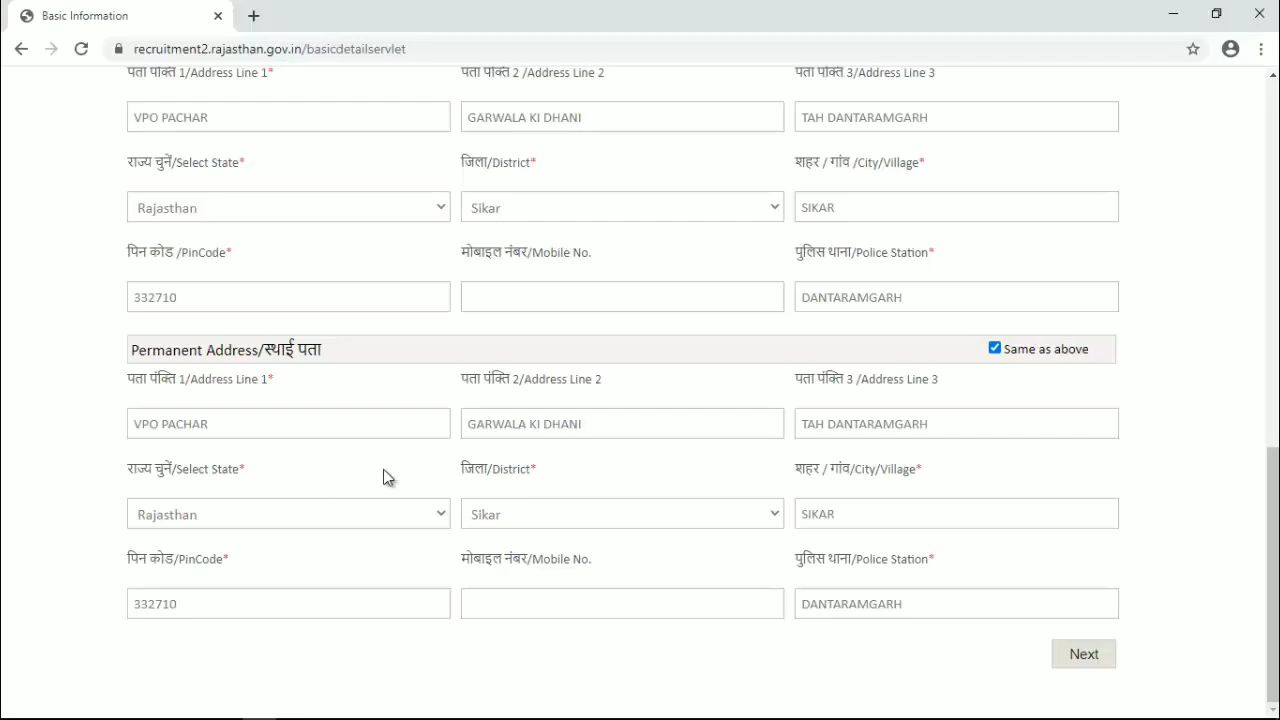 Basic Information
recruitment2.rajasthan.gov.in/basicdetailservlet
पता पंक्ति 1/Address Line 1* पता पंक्ति 2 /Address Line 2 पता पंक्ति 3/Address Line 3
VPO PACHAR GARWALA KI DHANI TAH DANTARAMGARH
राज्य चुनें/Select State* जिला/District* शहर / गांव /City/Village*
Rajasthan Sikar SIKAR
पिन कोड /PinCode* मोबाइल नंबर/Mobile No. पुलिस थाना/Police Station*
332710 DANTARAMGARH
Permanent Address/स्थाई पता Same as above
पता पंक्ति 1/Address Line 1* पता पंक्ति 2/Address Line 2 पता पंक्ति 3 /Address Line 3
VPO PACHAR GARWALA KI DHANI TAH DANTARAMGARH
राज्य चुनें/Select State* जिला/District* शहर / गांव/City/Village*
Rajasthan Sikar SIKAR
पिन कोड/PinCode* मोबाइल नंबर/Mobile No. पुलिस थाना/Police Station*
332710 DANTARAMGARH
Next